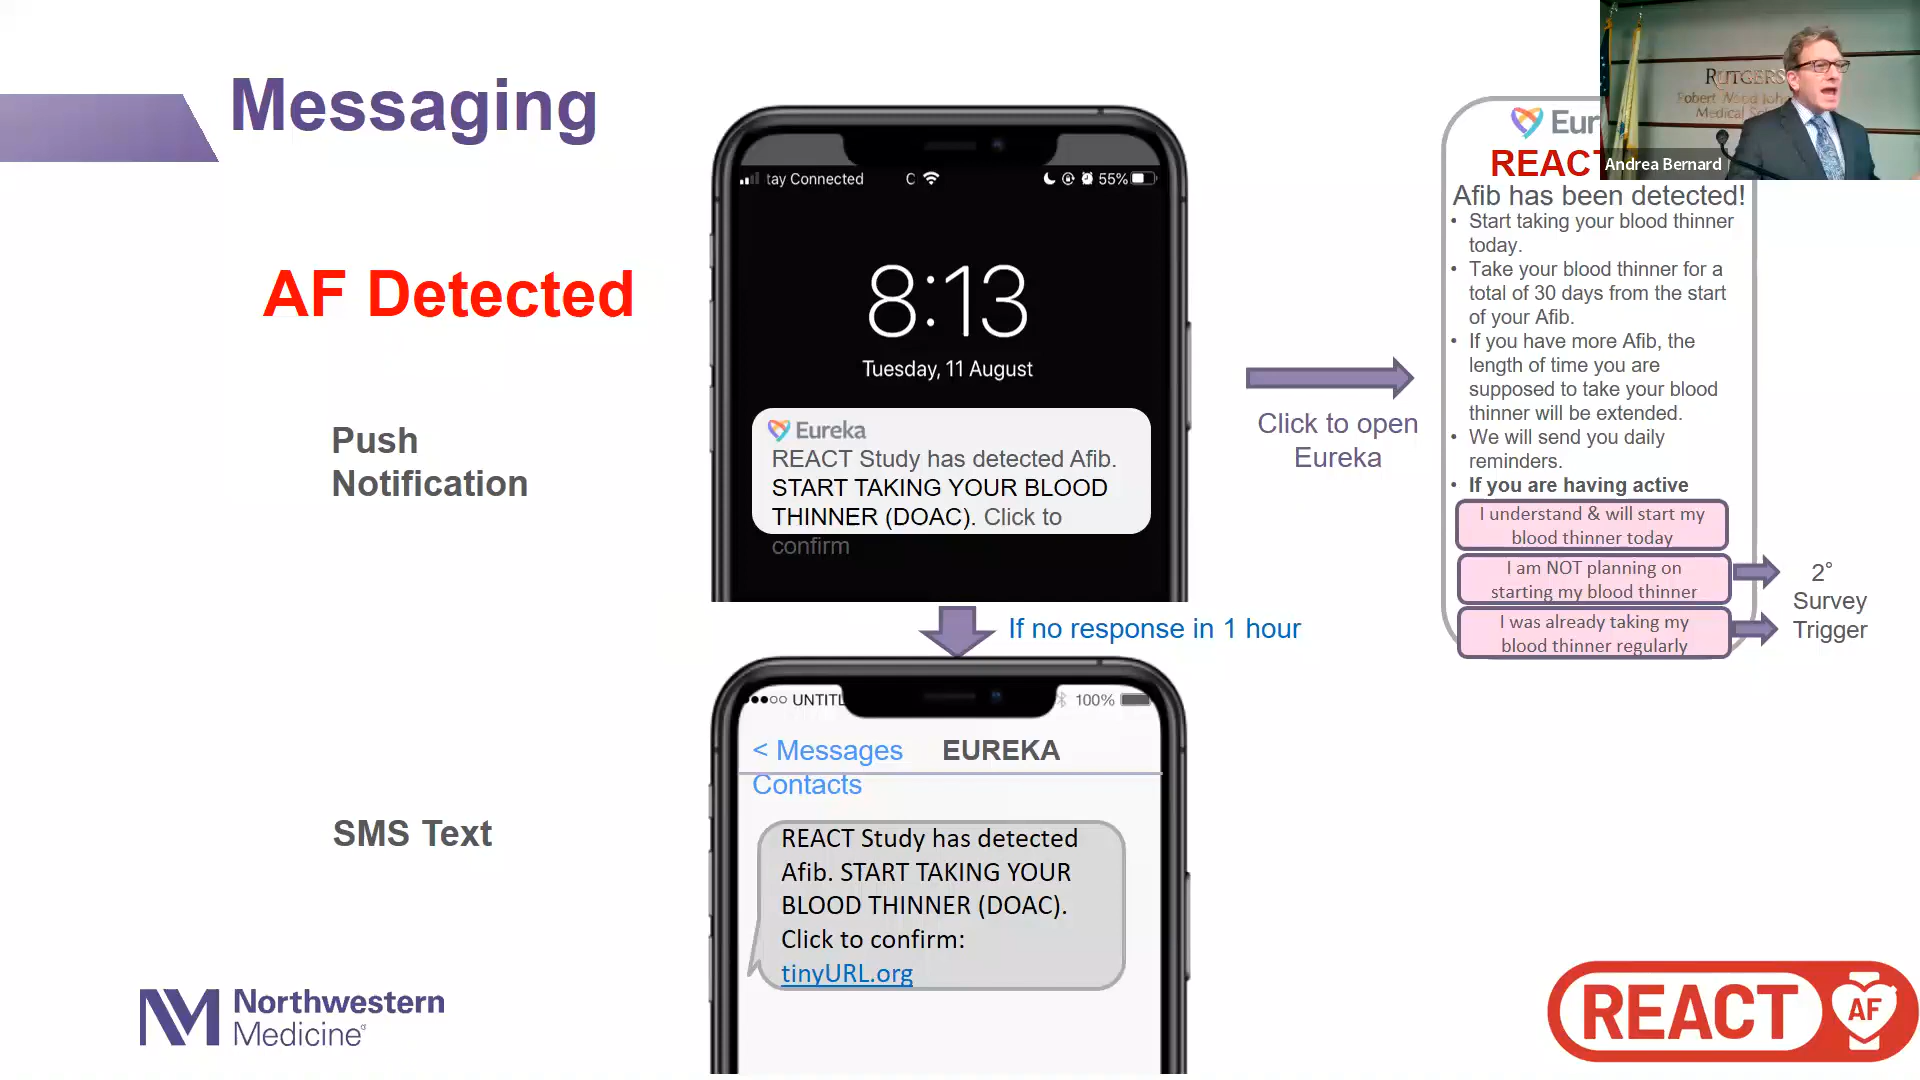 Messaging
AF Detected
Push
Notification
SMS Text
Northwestern
Medicine
tay Connected
55%
8:13
Tuesday, 11 August
Eureka
REACT Study has detected Afib.
START TAKING YOUR BLOOD
THINNER (DOAC). Click to
confirm
If no response in 1 hour
UNTITL
100%
< Messages
EUREKA
Contacts
REACT Study has detected
Afib. START TAKING YOUR
BLOOD THINNER (DOAC).
Click to confirm:
tinyURL.org
Click to open
Eureka
Eur
REACT
Afib has been detected!
• Start taking your blood thinner
today.
• Take your blood thinner for a
total of 30 days from the start
of your Afib.
• If you have more Afib, the
length of time you are
supposed to take your blood
thinner will be extended.
• We will send you daily
reminders.
• If you are having active
I understand & will start my
blood thinner today
I am NOT planning on
starting my blood thinner
I was already taking my
blood thinner regularly
2°
Survey
Trigger
RUTGERS
Robert Wood Joh
Medical
Andrea Bernard
REACT
AF